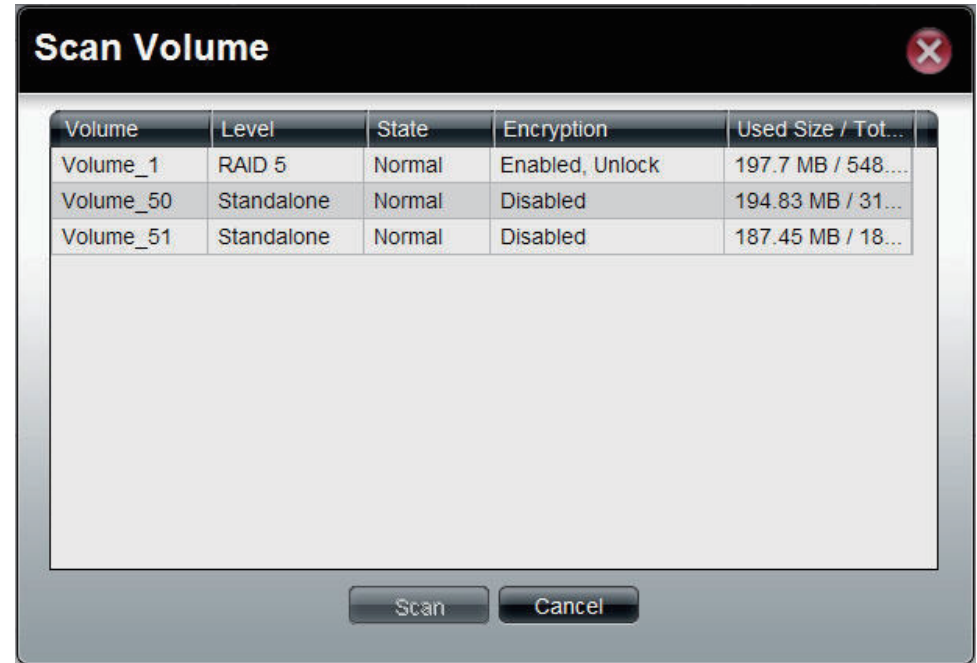 Scan Volume
Volume Level State Encryption Used Size / Tot...
Volume_1 RAID 5 Normal Enabled, Unlock 197.7 MB / 548....
Volume_50 Standalone Normal Disabled 194.83 MB / 31...
Volume_51 Standalone Normal Disabled 187.45 MB / 18...
Scan Cancel